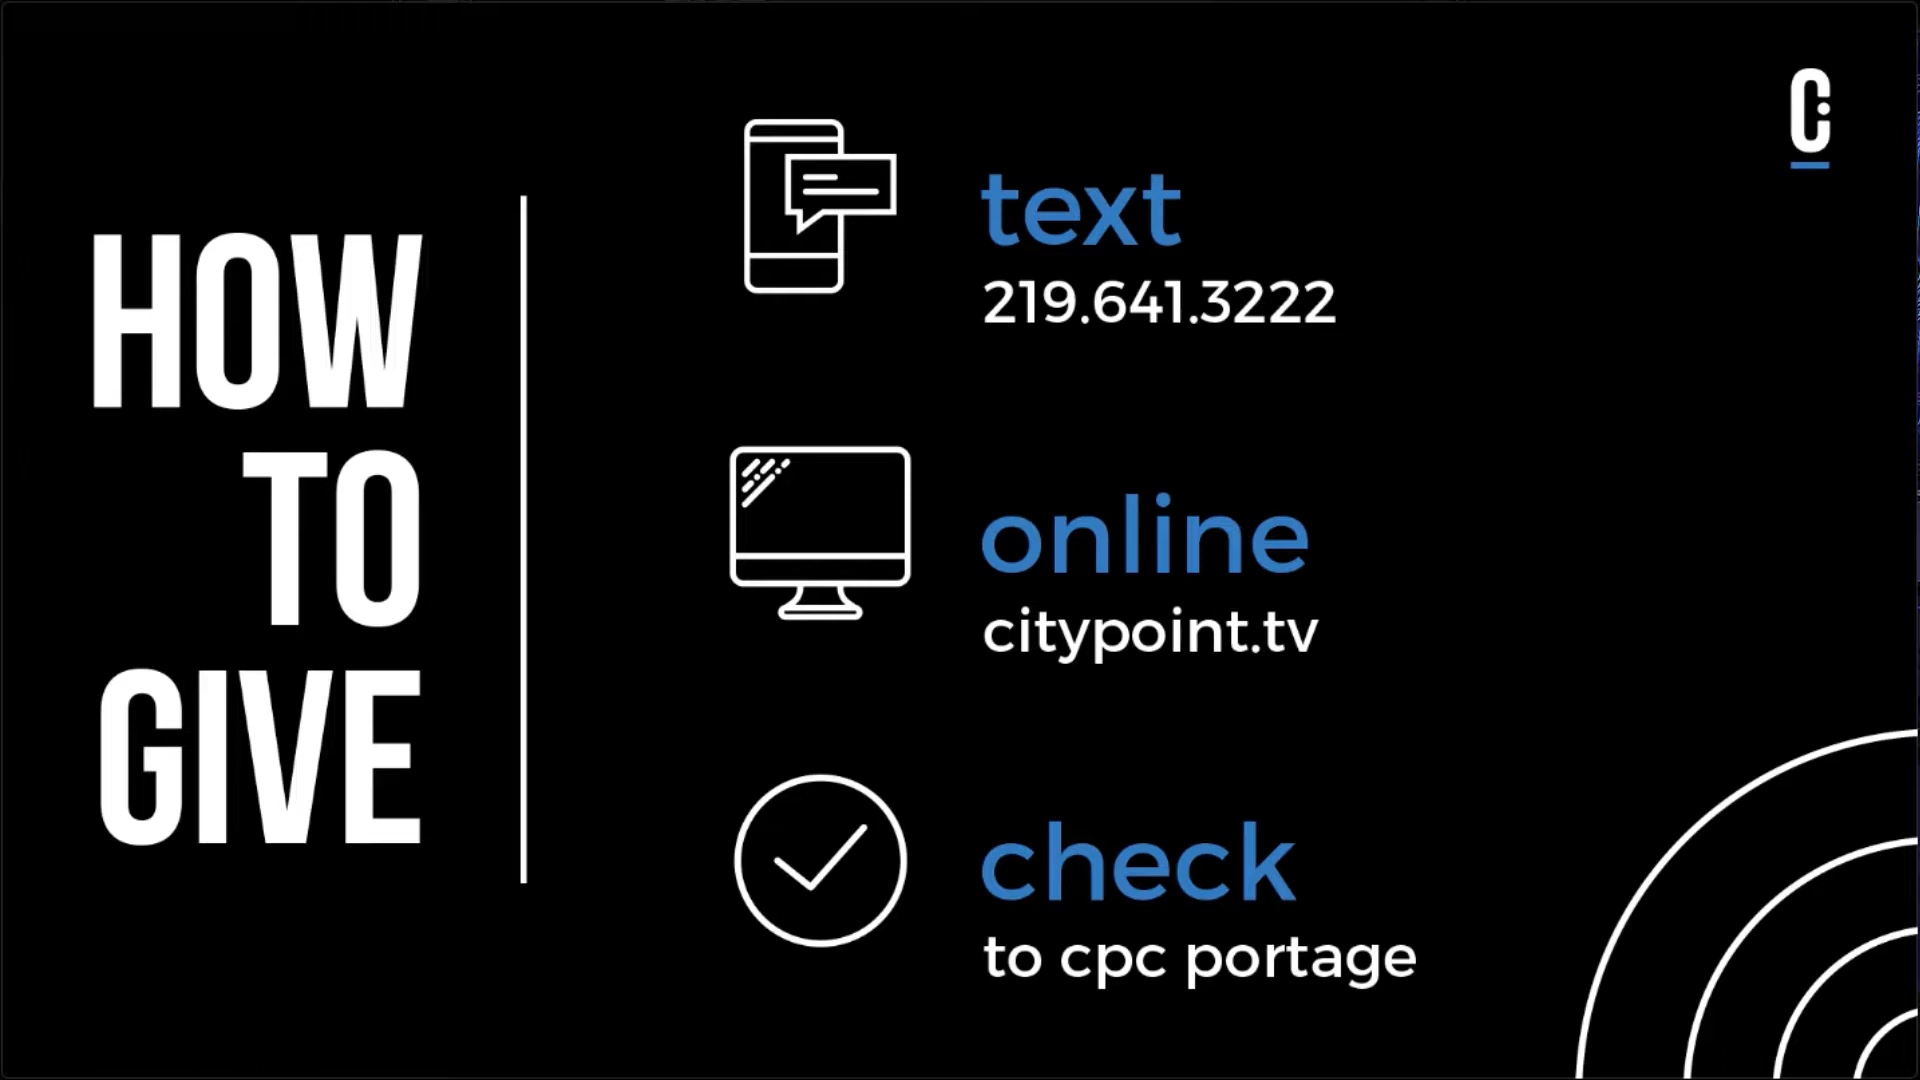 HOW
TO
GIVE
C
text
219.641.3222
online
citypoint.tv
check
to cpc portage